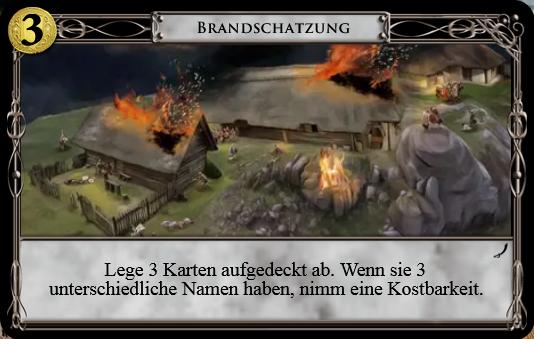 3
BRANDSCHATZUNG
Lege 3 Karten aufgedeckt ab. Wenn sie 3
unterschiedliche Namen haben, nimm eine Kostbarkeit.